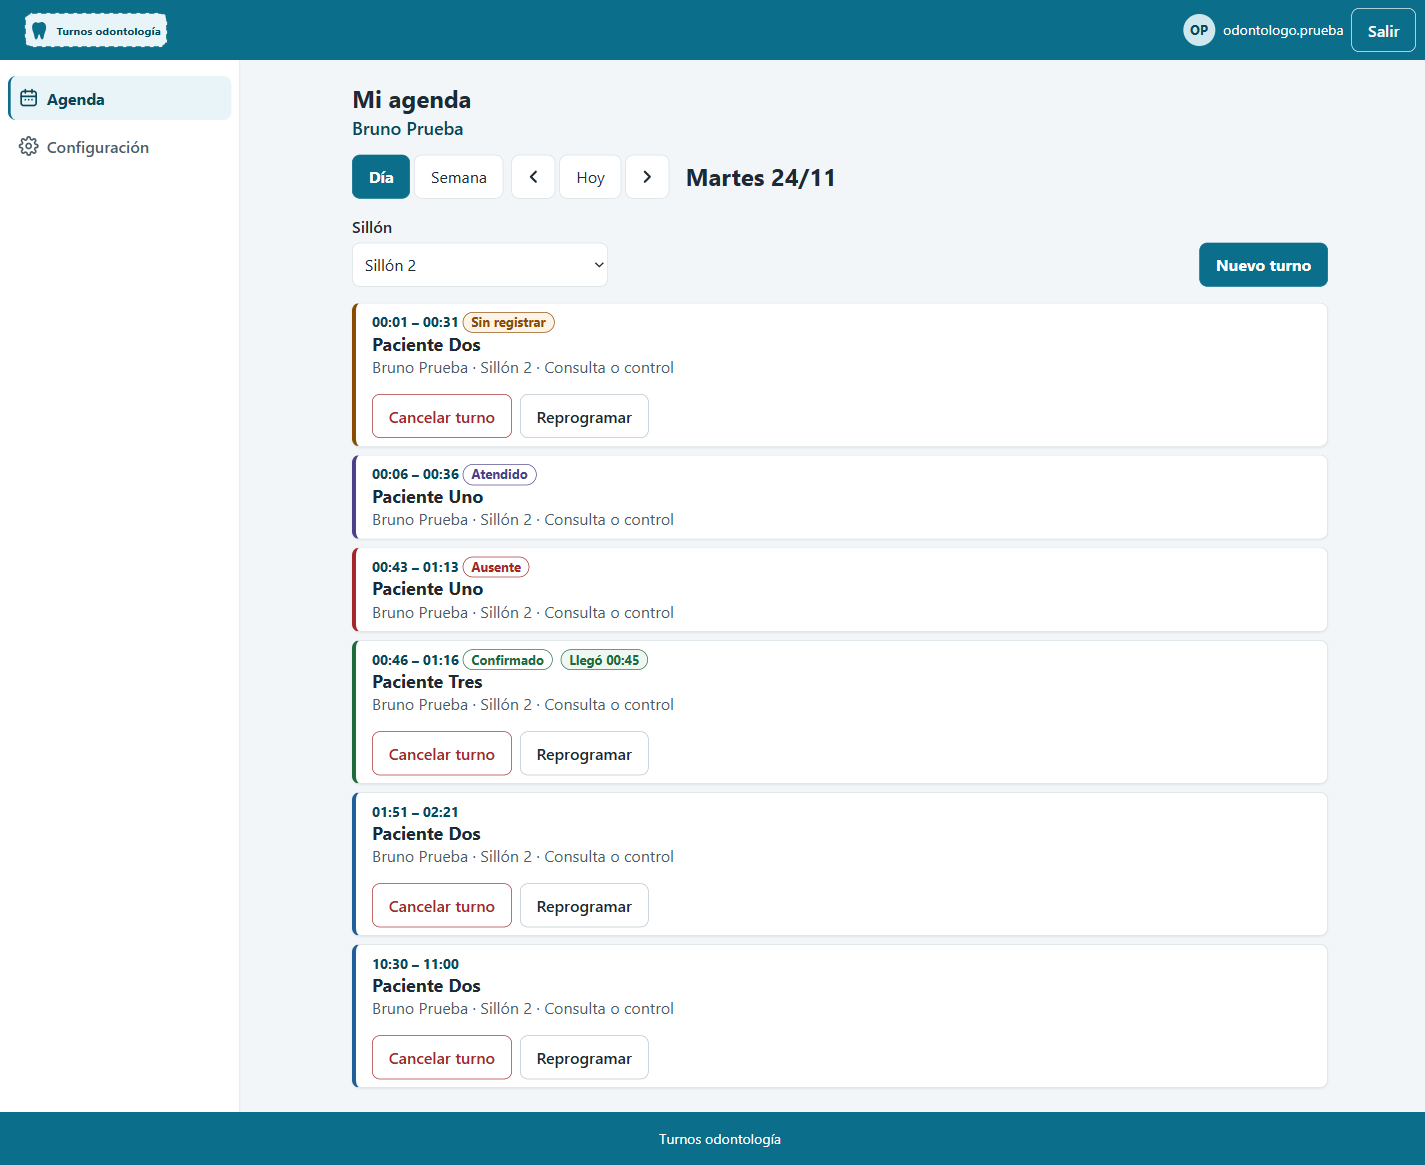 Turnos odontología
OP odontologo.prueba Salir
Agenda
Configuración
Mi agenda
Bruno Prueba
Día Semana Hoy Martes 24/11
Sillón
Sillón 2 Nuevo turno
00:01 – 00:31 Sin registrar
Paciente Dos
Bruno Prueba · Sillón 2 · Consulta o control
Cancelar turno Reprogramar
00:06 – 00:36 Atendido
Paciente Uno
Bruno Prueba · Sillón 2 · Consulta o control
00:43 – 01:13 Ausente
Paciente Uno
Bruno Prueba · Sillón 2 · Consulta o control
00:46 – 01:16 Confirmado Llegó 00:45
Paciente Tres
Bruno Prueba · Sillón 2 · Consulta o control
Cancelar turno Reprogramar
01:51 – 02:21
Paciente Dos
Bruno Prueba · Sillón 2 · Consulta o control
Cancelar turno Reprogramar
10:30 – 11:00
Paciente Dos
Bruno Prueba · Sillón 2 · Consulta o control
Cancelar turno Reprogramar
Turnos odontología